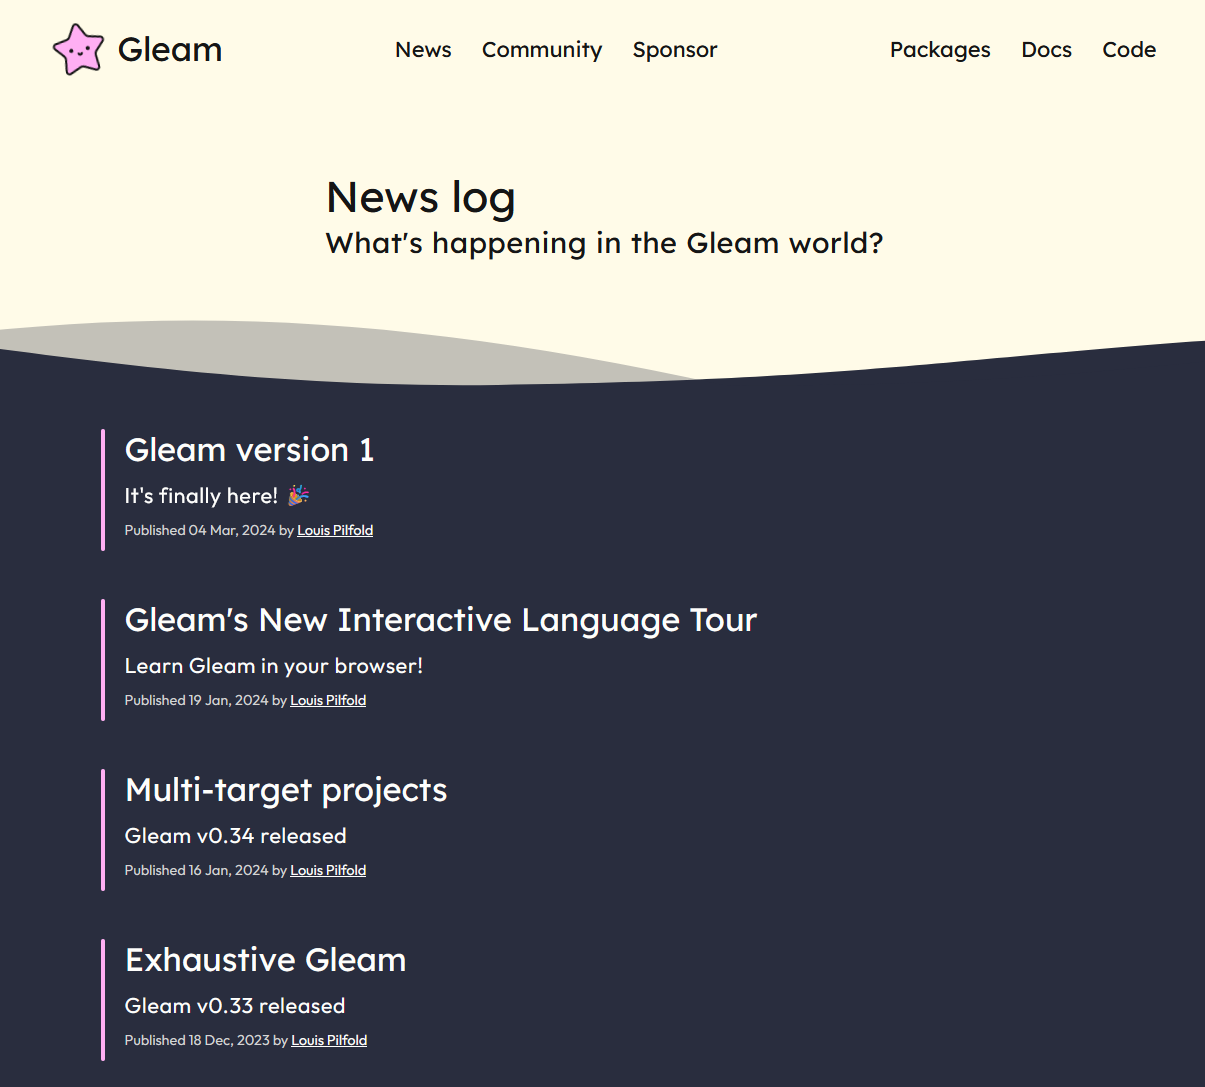 Gleam
News Community Sponsor
Packages Docs Code
News log
What's happening in the Gleam world?
Gleam version 1
It's finally here! 🎉
Published 04 Mar, 2024 by Louis Pilfold
Gleam's New Interactive Language Tour
Learn Gleam in your browser!
Published 19 Jan, 2024 by Louis Pilfold
Multi-target projects
Gleam v0.34 released
Published 16 Jan, 2024 by Louis Pilfold
Exhaustive Gleam
Gleam v0.33 released
Published 18 Dec, 2023 by Louis Pilfold